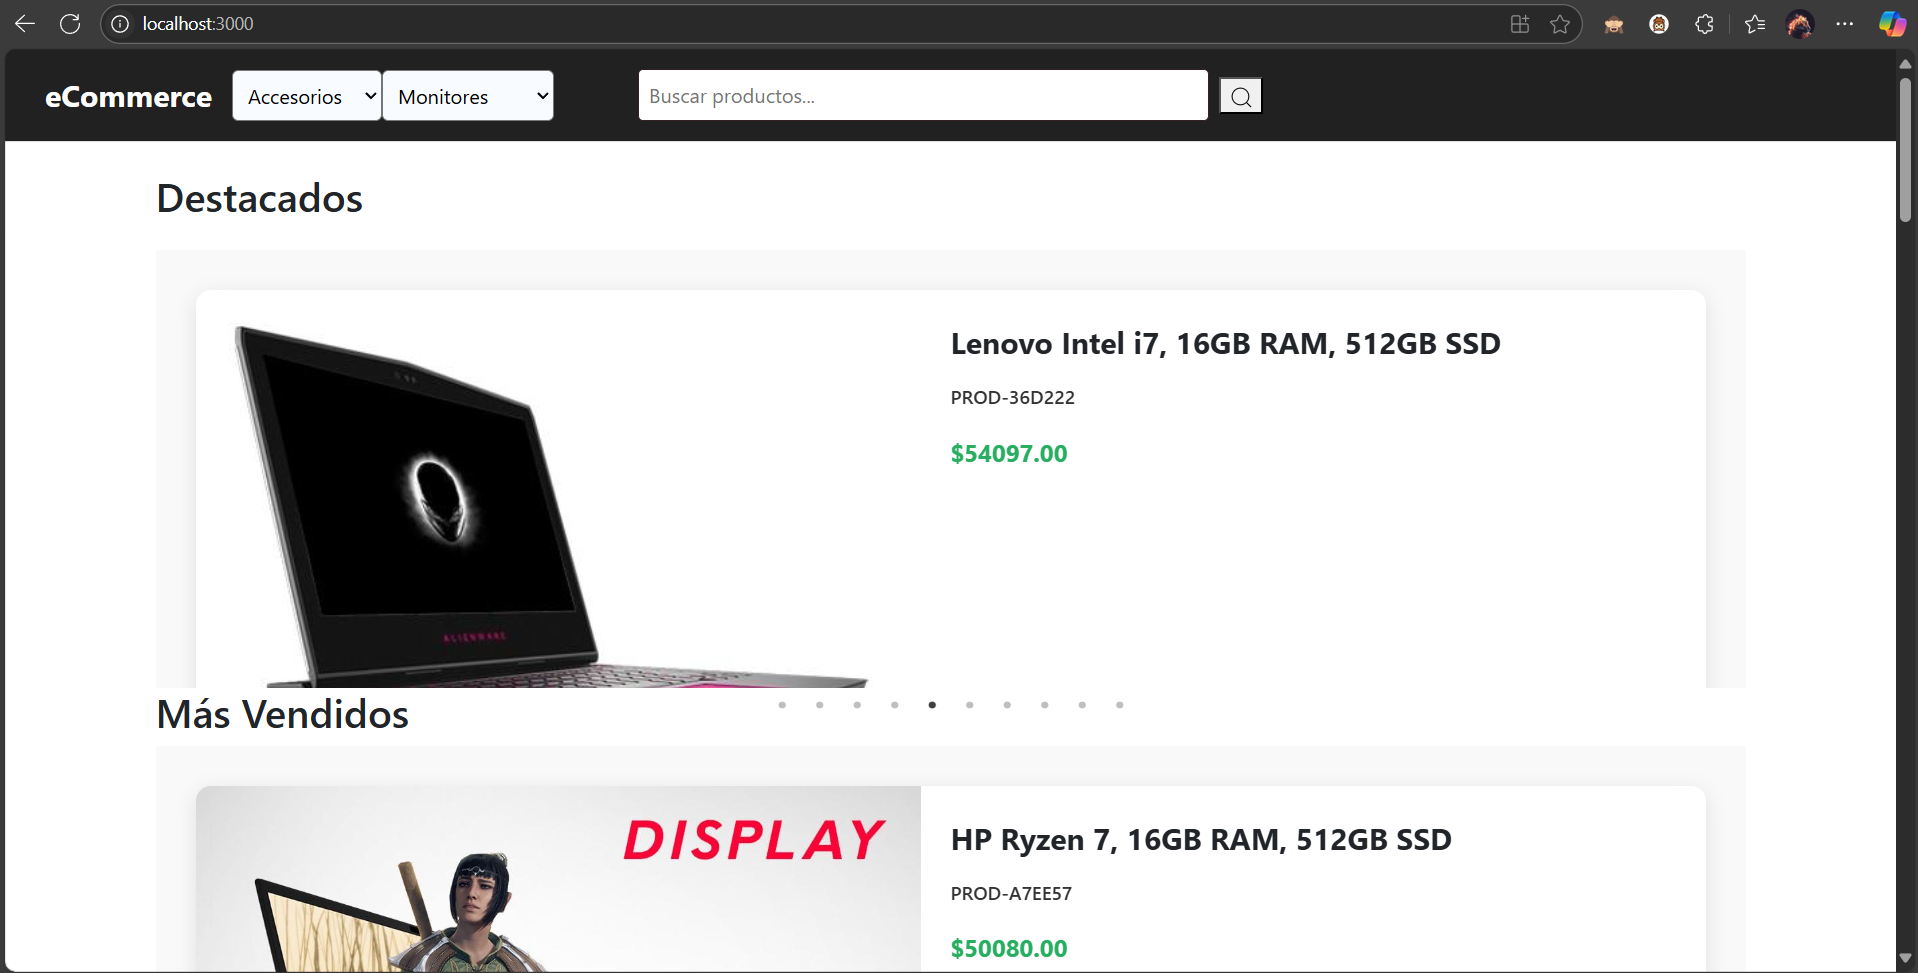 localhost:3000
eCommerce
Accesorios
Monitores
Buscar productos...
Destacados
Lenovo Intel i7, 16GB RAM, 512GB SSD
PROD-36D222
$54097.00
ALIENWARE
Más Vendidos
DISPLAY
HP Ryzen 7, 16GB RAM, 512GB SSD
PROD-A7EE57
$50080.00